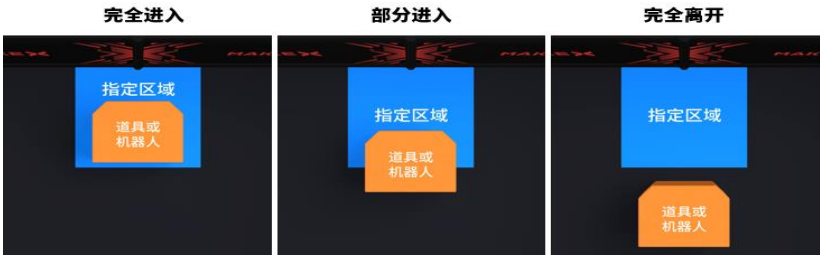 完全进入
部分进入
完全离开
指定区域
道具或
机器人
指定区域
道具或
机器人
指定区域
道具或
机器人